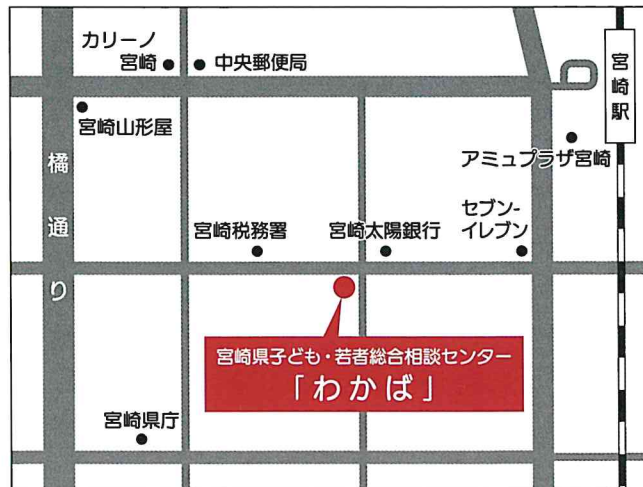 カリーノ
宮崎
中央郵便局
宮崎駅
宮崎山形屋
アミュプラザ宮崎
橘通り
セブン-
イレブン
宮崎税務署
宮崎太陽銀行
宮崎県子ども・若者総合相談センター
「わかば」
宮崎県庁